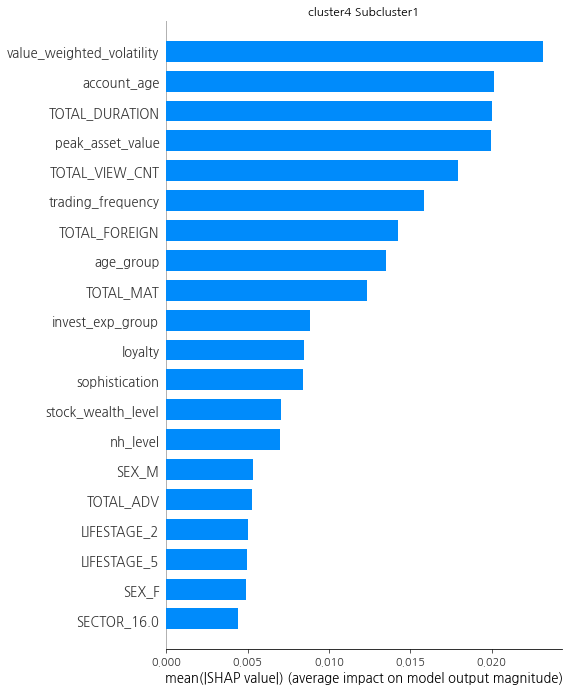 cluster4 Subcluster1
value_weighted_volatility
account_age
TOTAL_DURATION
peak_asset_value
TOTAL_VIEW_CNT
trading_frequency
TOTAL_FOREIGN
age_group
TOTAL_MAT
invest_exp_group
loyalty
sophistication
stock_wealth_level
nh_level
SEX_M
TOTAL_ADV
LIFESTAGE_2
LIFESTAGE_5
SEX_F
SECTOR_16.0
0.000 0.005 0.010 0.015 0.020
mean(|SHAP value|) (average impact on model output magnitude)